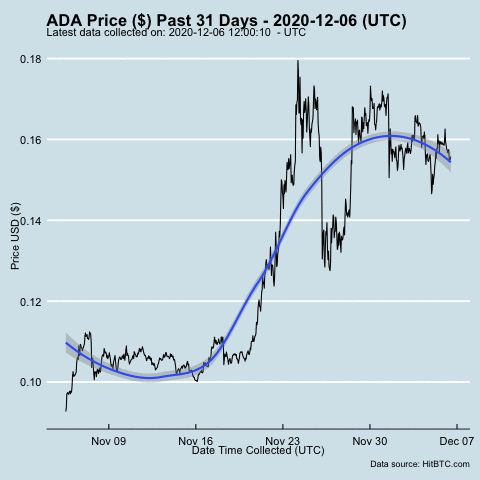 ADA Price ($) Past 31 Days - 2020-12-06 (UTC)
Latest data collected on: 2020-12-06 12:00:10 - UTC
0.18
0.16
0.14
0.12
0.10
Price USD ($)
Nov 09 Nov 16 Nov 23 Nov 30 Dec 07
Date Time Collected (UTC)
Data source: HitBTC.com